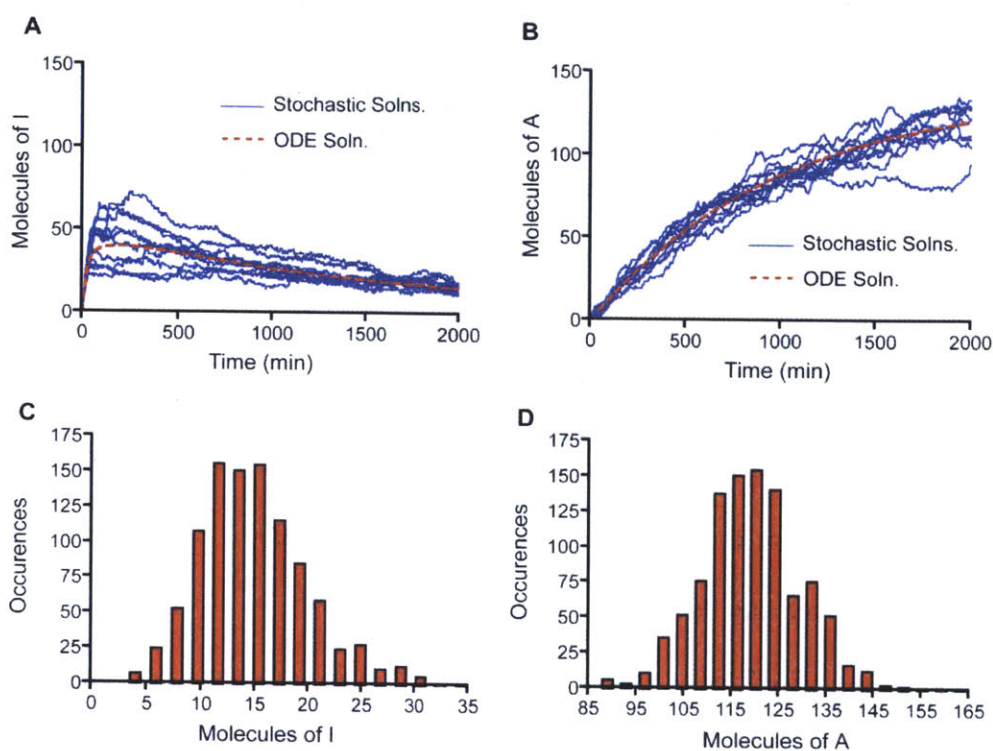 A
150
100
50
0
Molecules of I
Stochastic Solns.
ODE Soln.
0 500 1000 1500 2000
Time (min)
B
150
100
50
0
Molecules of A
Stochastic Solns.
ODE Soln.
0 500 1000 1500 2000
Time (min)
C
175
150
125
100
75
50
25
0
Occurences
0 5 10 15 20 25 30 35
Molecules of I
D
175
150
125
100
75
50
25
0
Occurences
85 95 105 115 125 135 145 155 165
Molecules of A